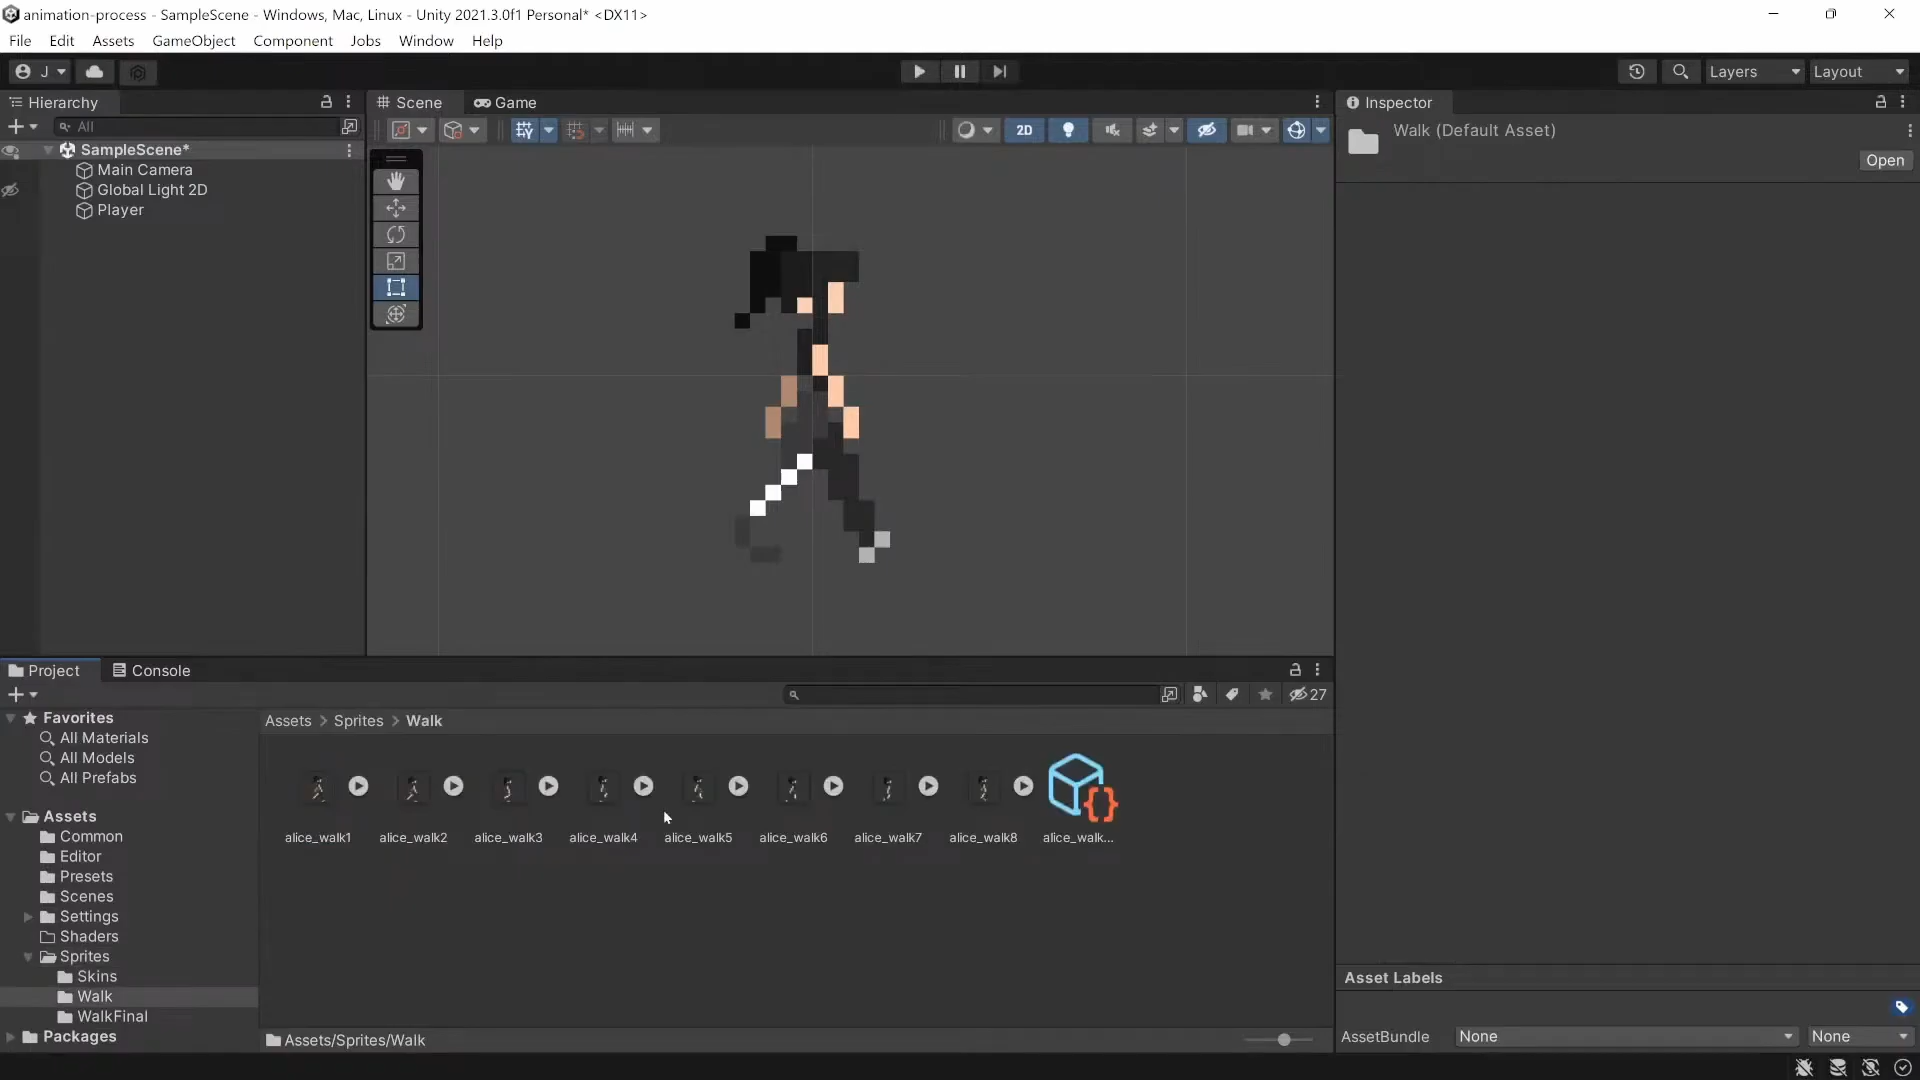 animation-process - SampleScene - Windows, Mac, Linux - Unity 2021.3.0f1 Personal* <DX11>
File Edit Assets GameObject Component Jobs Window Help
J
Layers Layout
Hierarchy
All
SampleScene*
Main Camera
Global Light 2D
Player
Scene Game
2D
Inspector
Walk (Default Asset)
Open
Project Console
27
Favorites
All Materials
All Models
All Prefabs
Assets
Common
Editor
Presets
Scenes
Settings
Shaders
Sprites
Skins
Walk
WalkFinal
Packages
Assets > Sprites > Walk
alice_walk1 alice_walk2 alice_walk3 alice_walk4 alice_walk5 alice_walk6 alice_walk7 alice_walk8 alice_walk...
Assets/Sprites/Walk
Asset Labels
AssetBundle None None